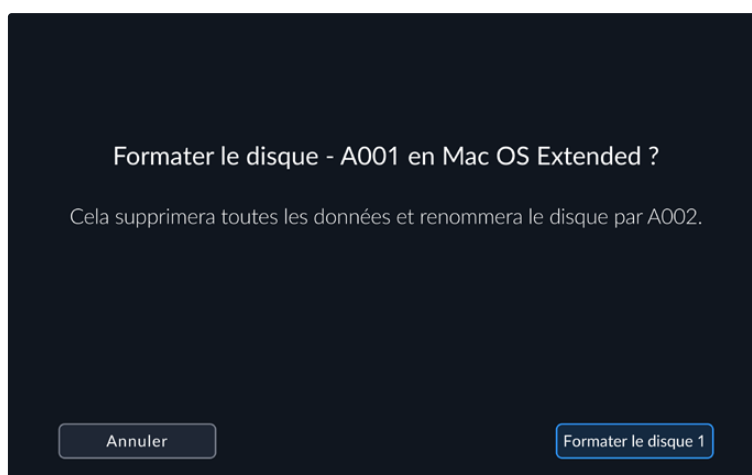 Formater le disque - A001 en Mac OS Extended ?
Cela supprimera toutes les données et renommera le disque par A002.
Annuler
Formater le disque 1